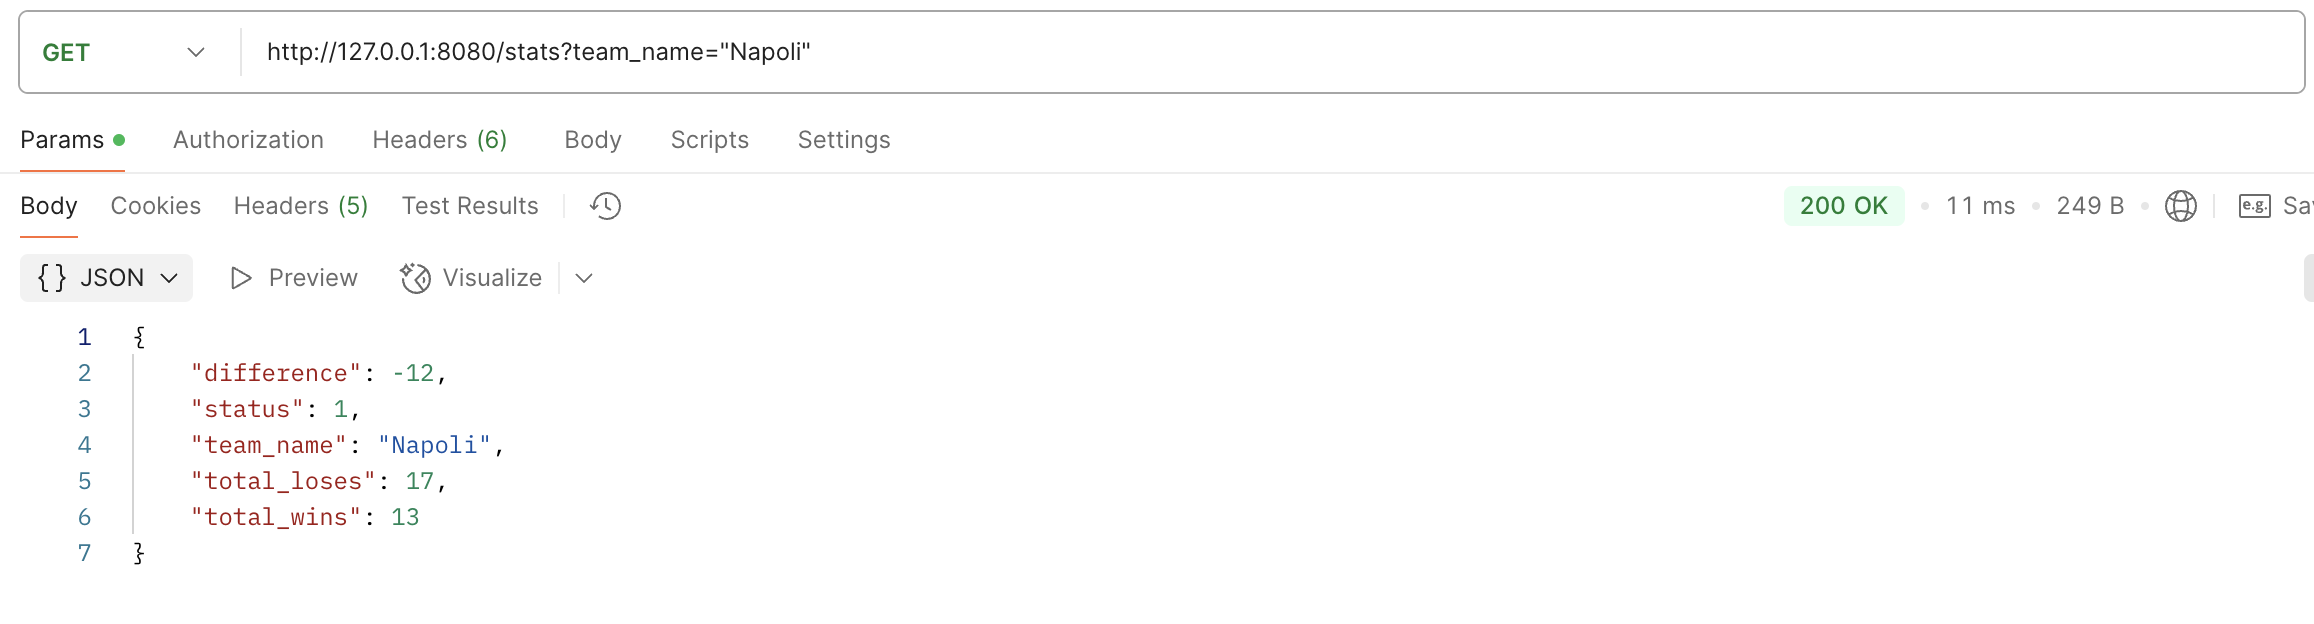 GET http://127.0.0.1:8080/stats?team_name="Napoli"
Params Authorization Headers (6) Body Scripts Settings
Body Cookies Headers (5) Test Results 200 OK 11 ms 249 B e.g.
{} JSON Preview Visualize
1 {
2 "difference": -12,
3 "status": 1,
4 "team_name": "Napoli",
5 "total_loses": 17,
6 "total_wins": 13
7 }